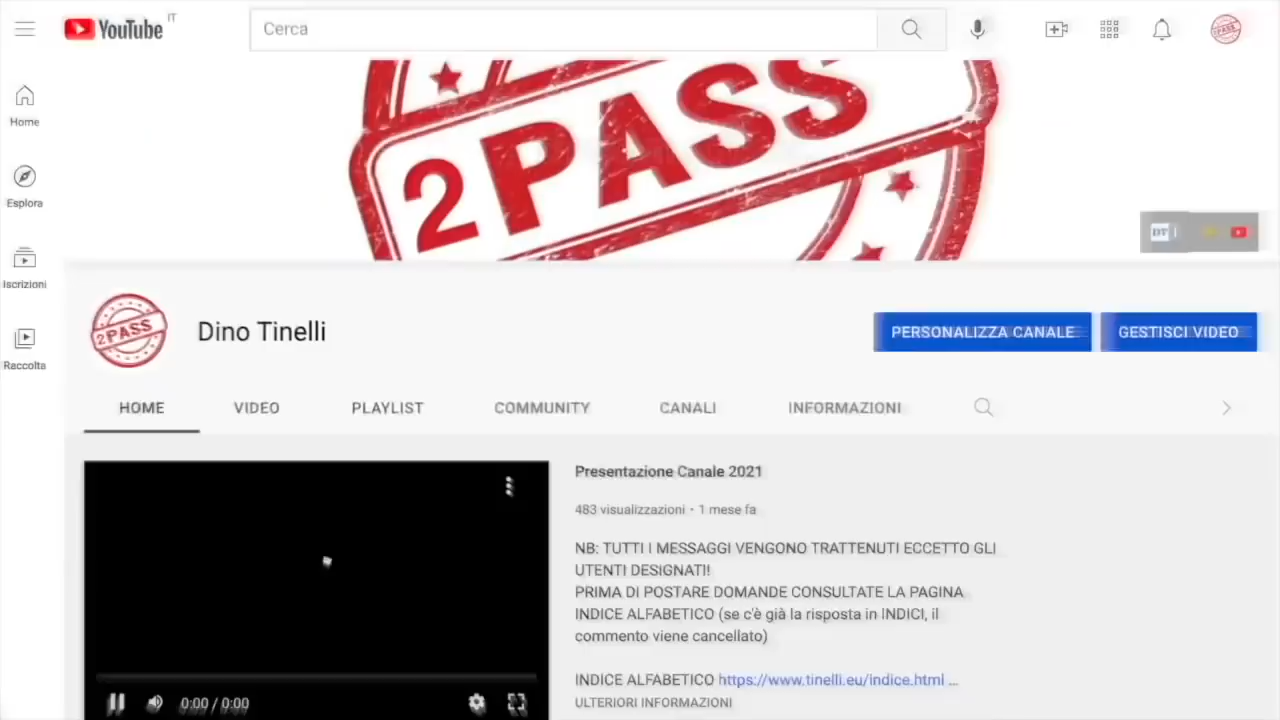 YouTube IT
Cerca
Home
Esplora
Iscrizioni
Raccolta
2PASS
DT
2PASS
Dino Tinelli
PERSONALIZZA CANALE
GESTISCI VIDEO
HOME
VIDEO
PLAYLIST
COMMUNITY
CANALI
INFORMAZIONI
Presentazione Canale 2021
483 visualizzazioni • 1 mese fa
NB: TUTTI I MESSAGGI VENGONO TRATTENUTI ECCETTO GLI
UTENTI DESIGNATI!
PRIMA DI POSTARE DOMANDE CONSULTATE LA PAGINA
INDICE ALFABETICO (se c'è già la risposta in INDICI, il
commento viene cancellato)
INDICE ALFABETICO https://www.tinelli.eu/indice.html ...
ULTERIORI INFORMAZIONI
0:00 / 0:00